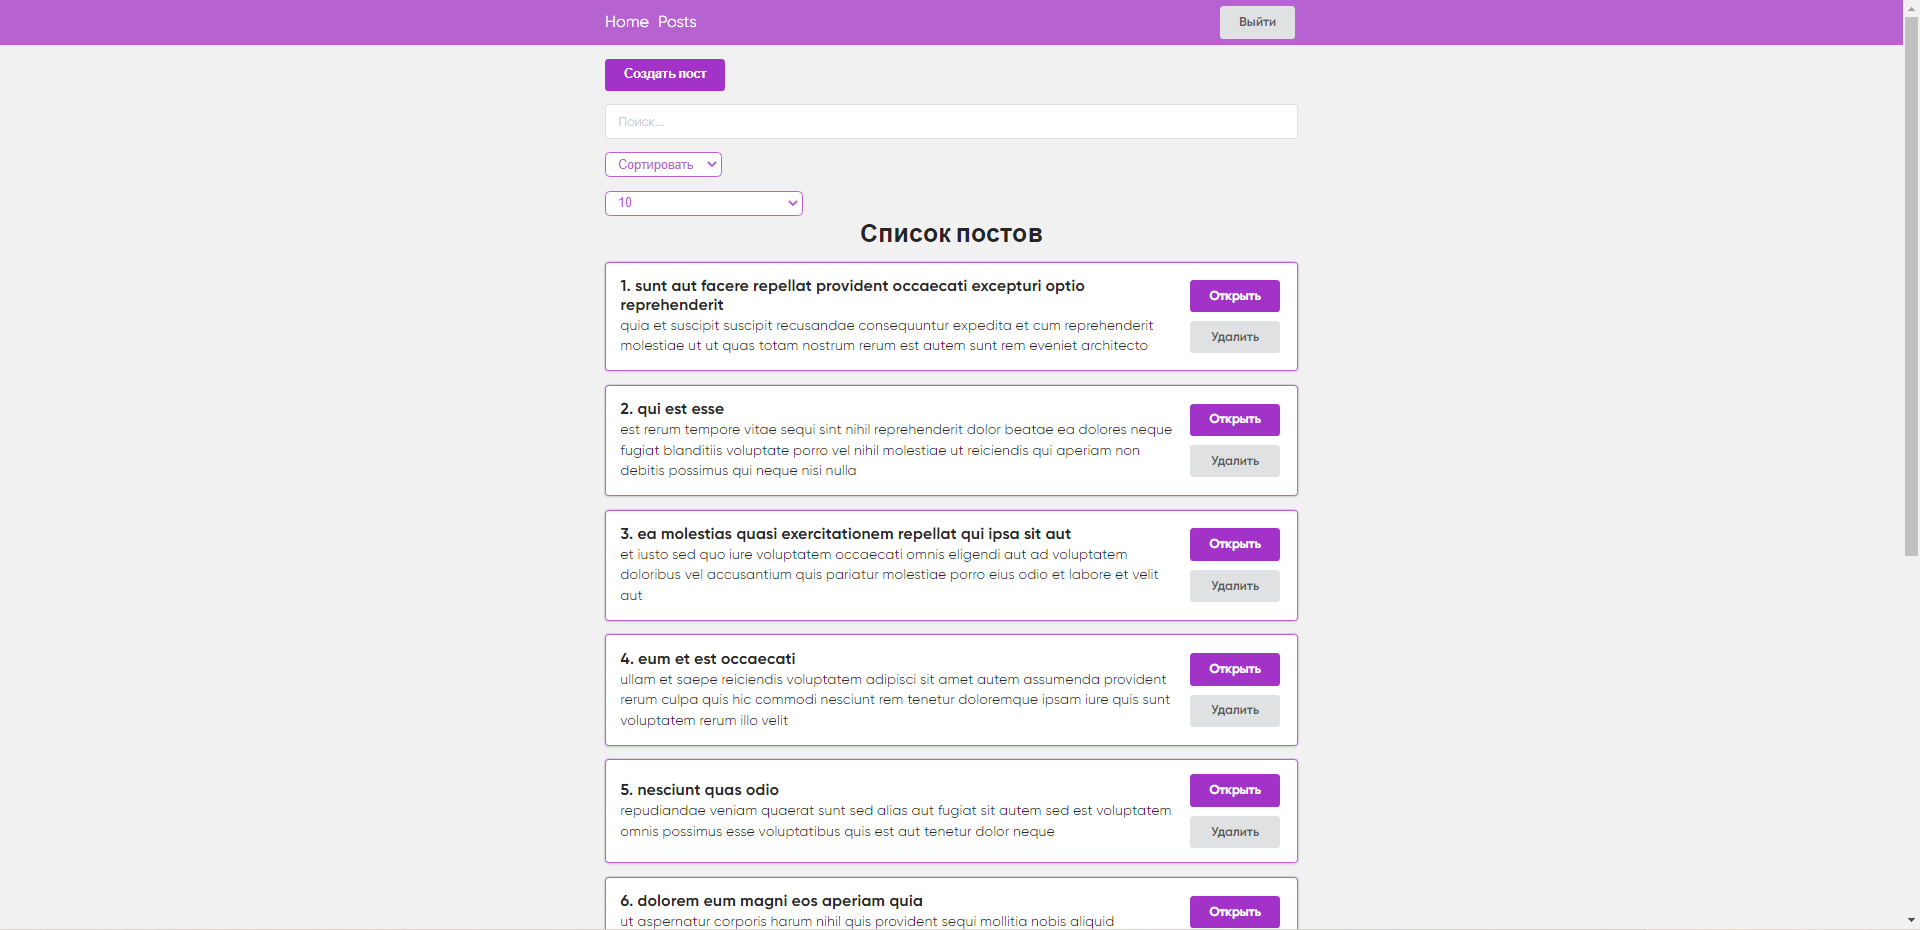 Home Posts Выйти
Создать пост
Поиск...
Сортировать
10
Список постов
1. sunt aut facere repellat provident occaecati excepturi optio
reprehenderit
quia et suscipit suscipit recusandae consequuntur expedita et cum reprehenderit
molestiae ut ut quas totam nostrum rerum est autem sunt rem eveniet architecto
Открыть
Удалить
2. qui est esse
est rerum tempore vitae sequi sint nihil reprehenderit dolor beatae ea dolores neque
fugiat blanditiis voluptate porro vel nihil molestiae ut reiciendis qui aperiam non
debitis possimus qui neque nisi nulla
Открыть
Удалить
3. ea molestias quasi exercitationem repellat qui ipsa sit aut
et iusto sed quo iure voluptatem occaecati omnis eligendi aut ad voluptatem
doloribus vel accusantium quis pariatur molestiae porro eius odio et labore et velit
aut
Открыть
Удалить
4. eum et est occaecati
ullam et saepe reiciendis voluptatem adipisci sit amet autem assumenda provident
rerum culpa quis hic commodi nesciunt rem tenetur doloremque ipsam iure quis sunt
voluptatem rerum illo velit
Открыть
Удалить
5. nesciunt quas odio
repudiandae veniam quaerat sunt sed alias aut fugiat sit autem sed est voluptatem
omnis possimus esse voluptatibus quis est aut tenetur dolor neque
Открыть
Удалить
6. dolorem eum magni eos aperiam quia
ut aspernatur corporis harum nihil quis provident sequi mollitia nobis aliquid
Открыть